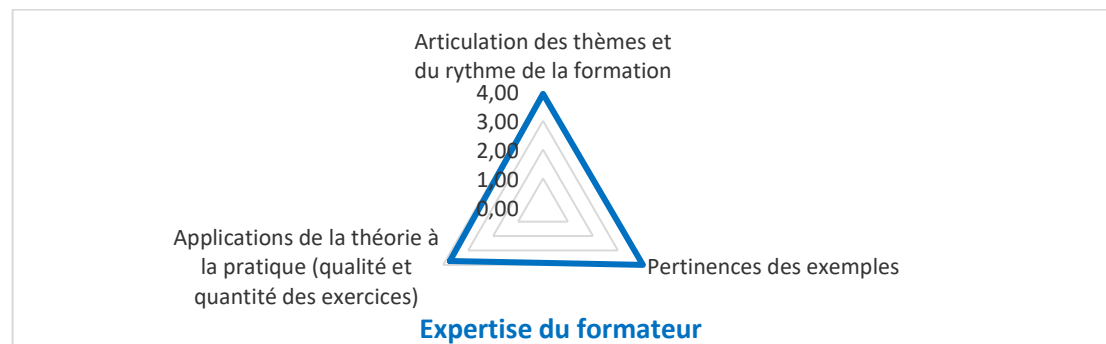 Articulation des thèmes et
du rythme de la formation
4,00
3,00
2,00
1,00
0,00
Applications de la théorie à
la pratique (qualité et
quantité des exercices)
Pertinences des exemples
Expertise du formateur